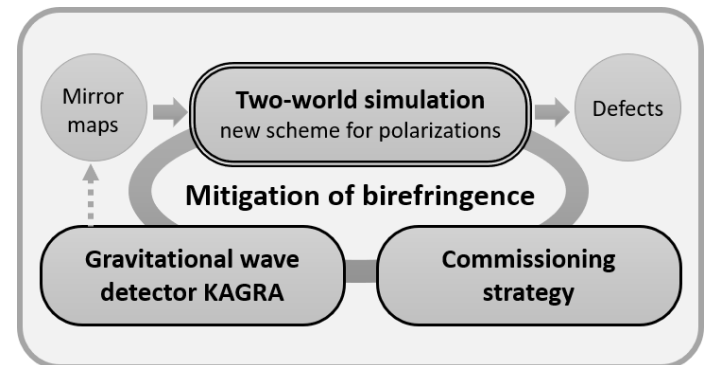 Mirror
maps
Two-world simulation
new scheme for polarizations
Defects
Mitigation of birefringence
Gravitational wave
detector KAGRA
Commissioning
strategy